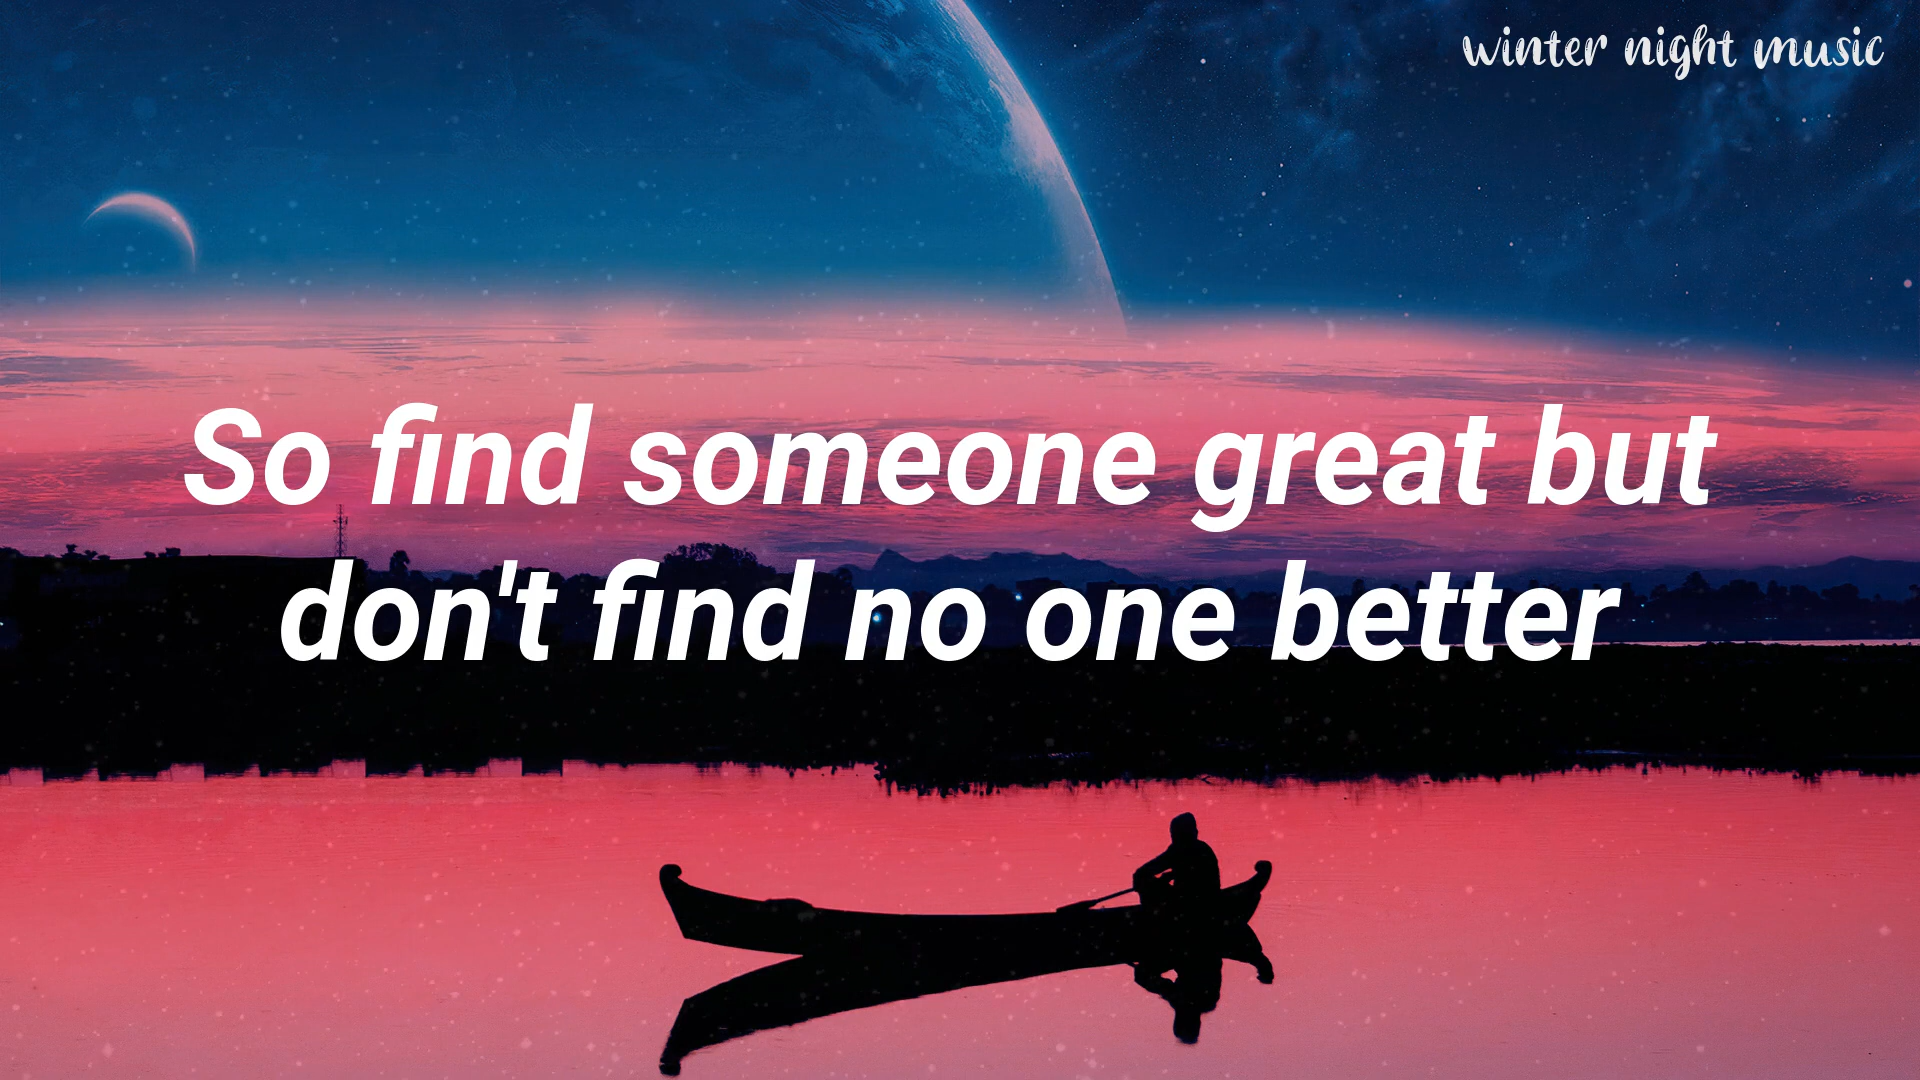 winter night music
So find someone great but
don't find no one better